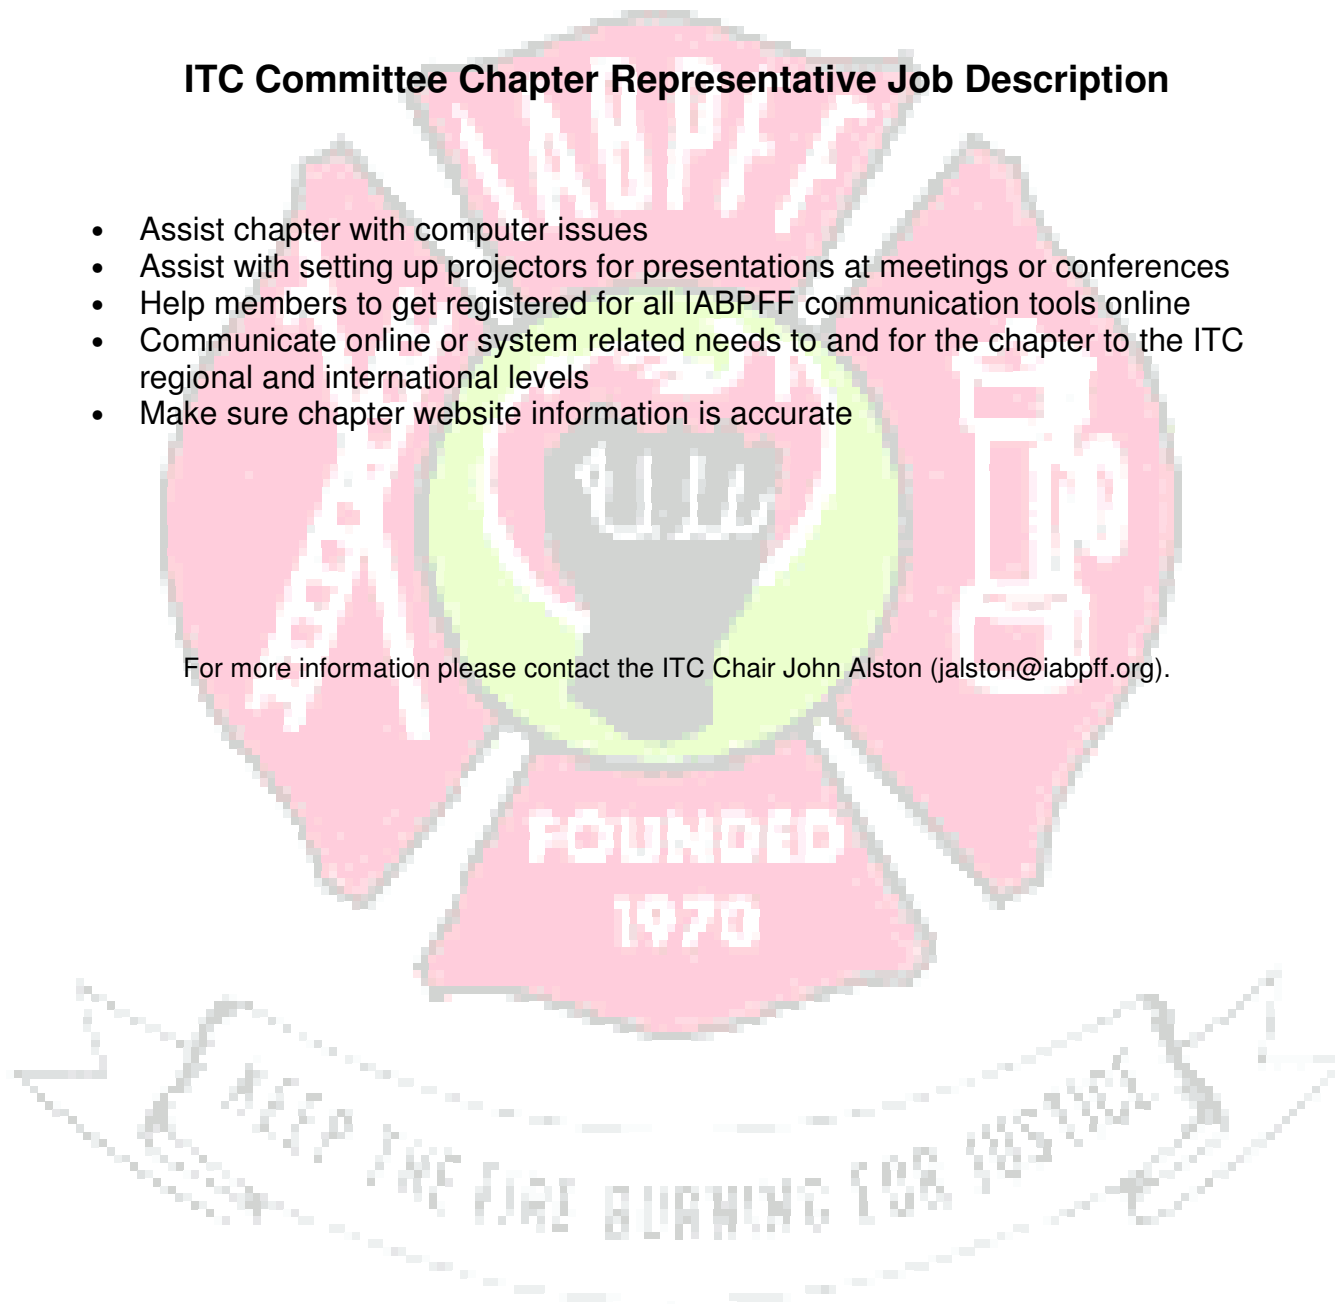 ITC Committee Chapter Representative Job Description
IABPFF
• Assist chapter with computer issues
• Assist with setting up projectors for presentations at meetings or conferences
• Help members to get registered for all IABPFF communication tools online
• Communicate online or system related needs to and for the chapter to the ITC
regional and international levels
• Make sure chapter website information is accurate
For more information please contact the ITC Chair John Alston (jalston@iabpff.org).
FOUNDED
1970
KEEP THE FIRE BURNING FOR JUSTICE